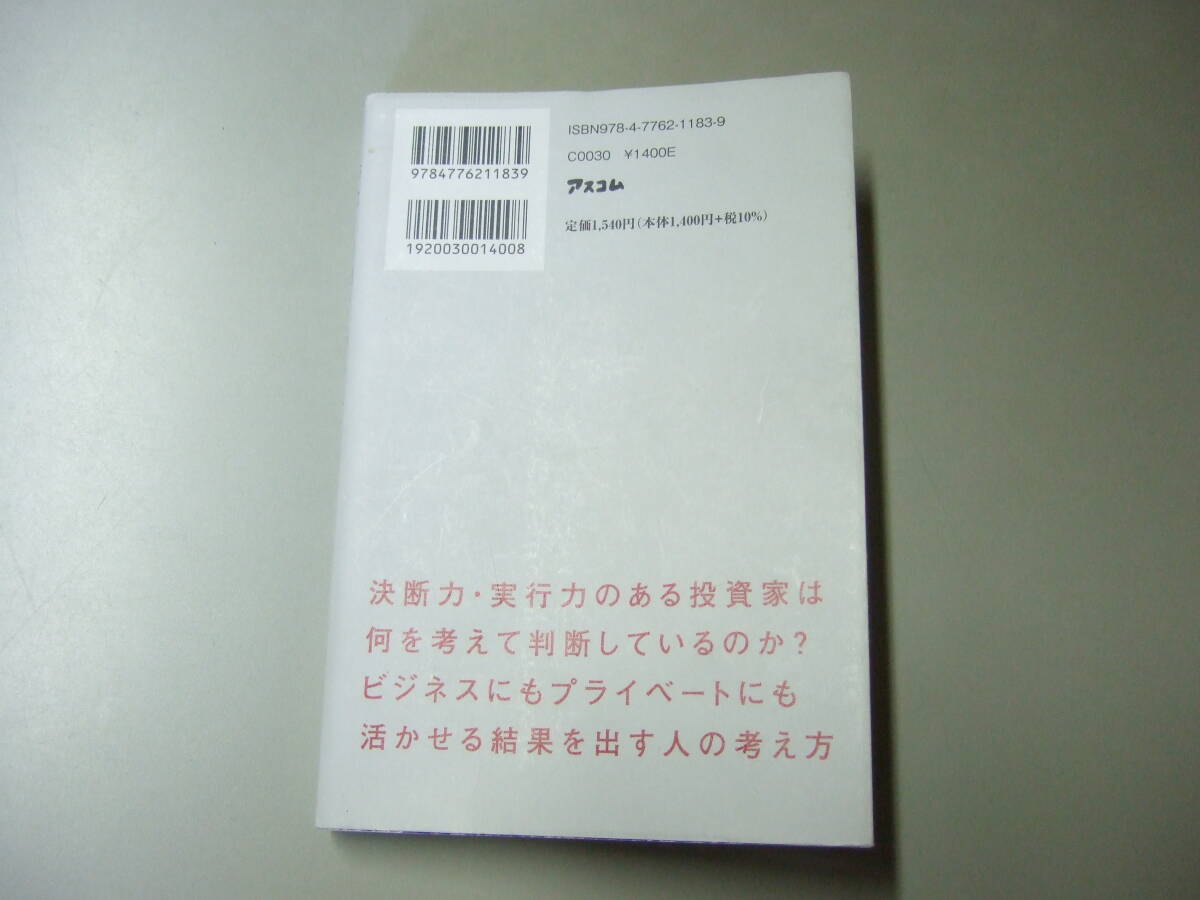 9784776211839
1920030014008
ISBN978-4-7762-1183-9
C0030 ¥1400E
アスコム
定価1,540円(本体1,400円+税10%)
決断力・実行力のある投資家は
何を考えて判断しているのか?
ビジネスにもプライベートにも
活かせる結果を出す人の考え方